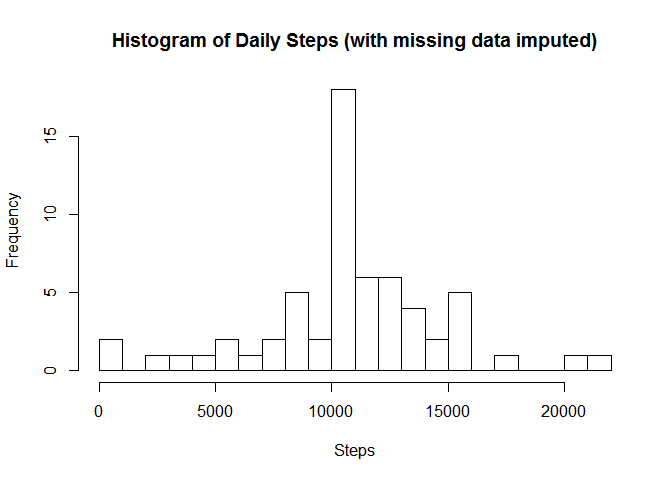 Histogram of Daily Steps (with missing data imputed)
15
10
5
0
Frequency
0 5000 10000 15000 20000
Steps